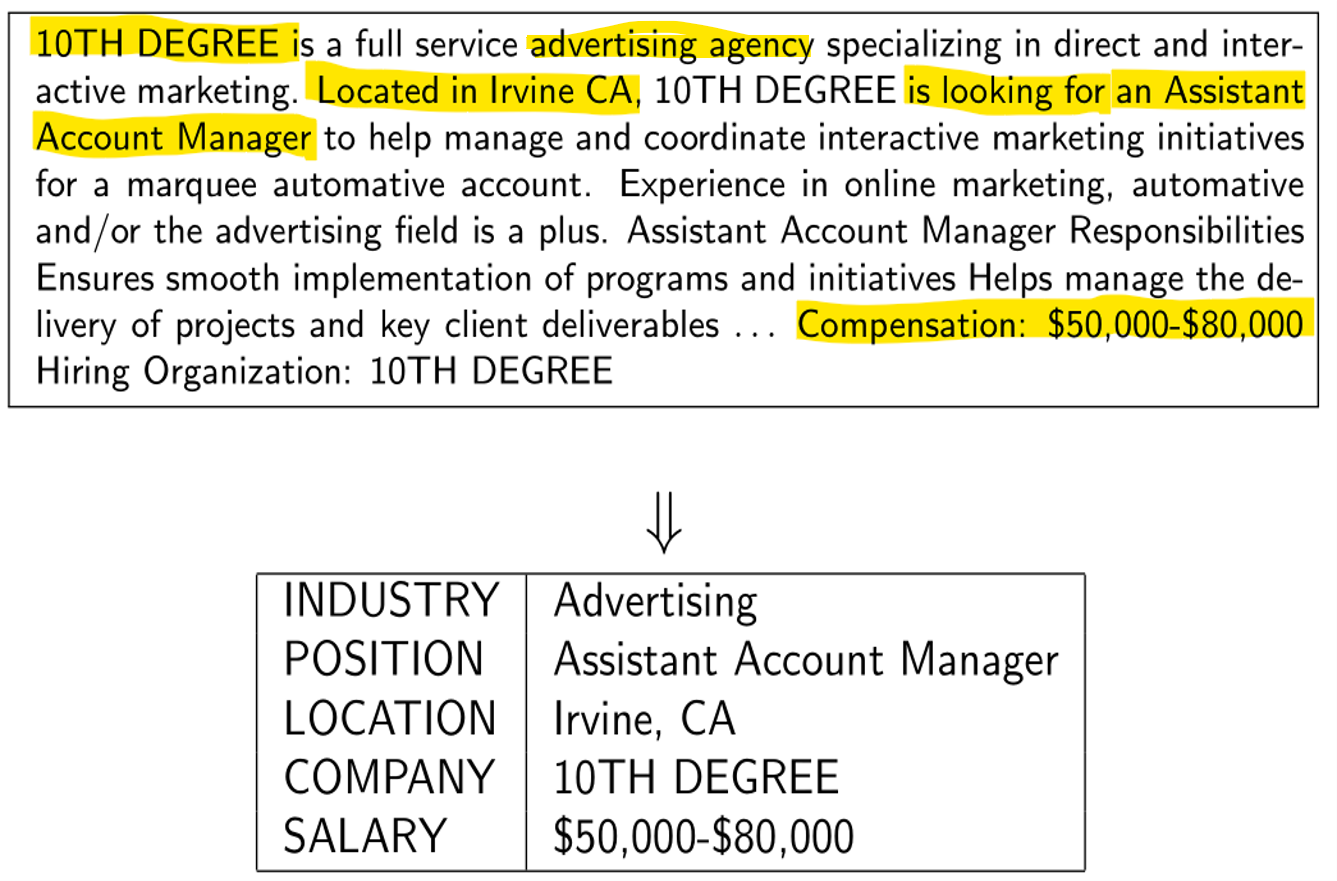 10TH DEGREE is a full service advertising agency specializing in direct and inter-
active marketing. Located in Irvine CA, 10TH DEGREE is looking for an Assistant
Account Manager to help manage and coordinate interactive marketing initiatives
for a marquee automative account. Experience in online marketing, automative
and/or the advertising field is a plus. Assistant Account Manager Responsibilities
Ensures smooth implementation of programs and initiatives Helps manage the de-
livery of projects and key client deliverables ... Compensation: $50,000-$80,000
Hiring Organization: 10TH DEGREE
⇓
INDUSTRY Advertising
POSITION Assistant Account Manager
LOCATION Irvine, CA
COMPANY 10TH DEGREE
SALARY $50,000-$80,000